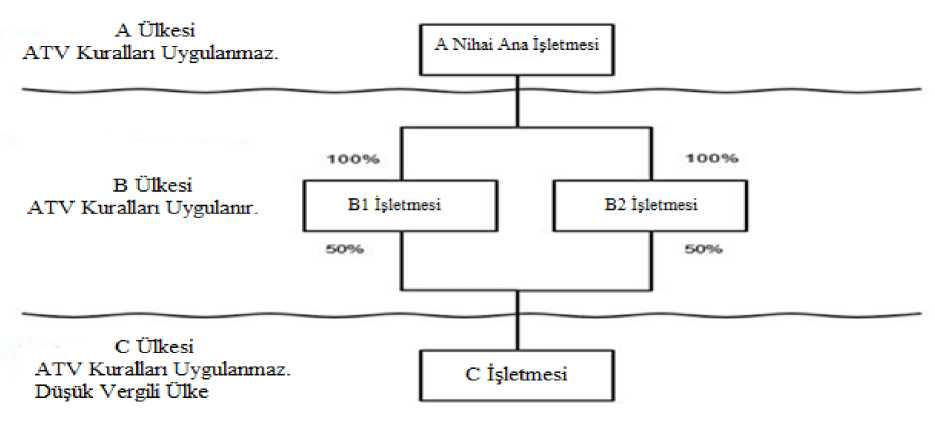 A Ülkesi
ATV Kuralları Uygulanmaz.
A Nihai Ana İşletmesi
100%
100%
B Ülkesi
ATV Kuralları Uygulanır.
B1 İşletmesi
B2 İşletmesi
50%
50%
C Ülkesi
ATV Kuralları Uygulanmaz.
Düşük Vergili Ülke
C İşletmesi